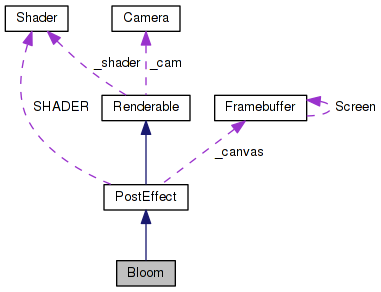 Shader
Camera
_shader
_cam
SHADER
Renderable
Framebuffer
Screen
_canvas
PostEffect
Bloom